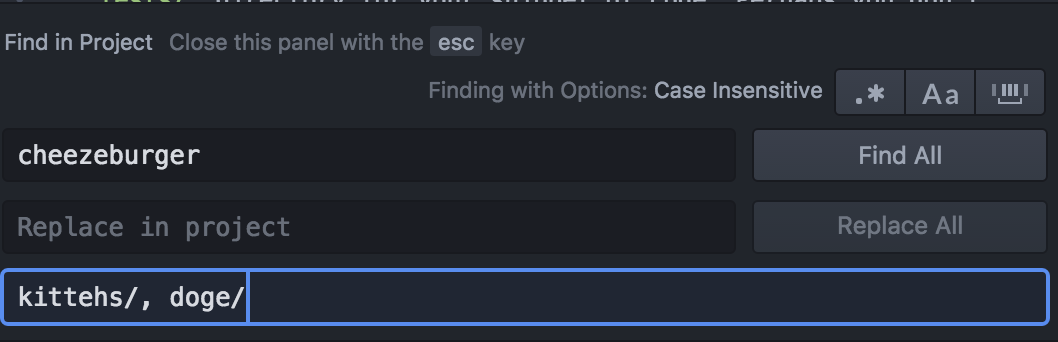 Find in Project Close this panel with the esc key
Finding with Options: Case Insensitive .* Aa
cheezeburger Find All
Replace in project Replace All
kittehs/, doge/